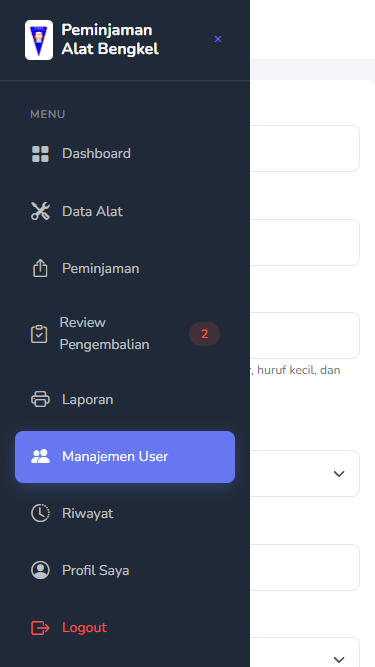 Peminjaman
Alat Bengkel
×
MENU
Dashboard
Data Alat
Peminjaman
Review
Pengembalian
2
Laporan
, huruf kecil, dan
Manajemen User
Riwayat
Profil Saya
Logout